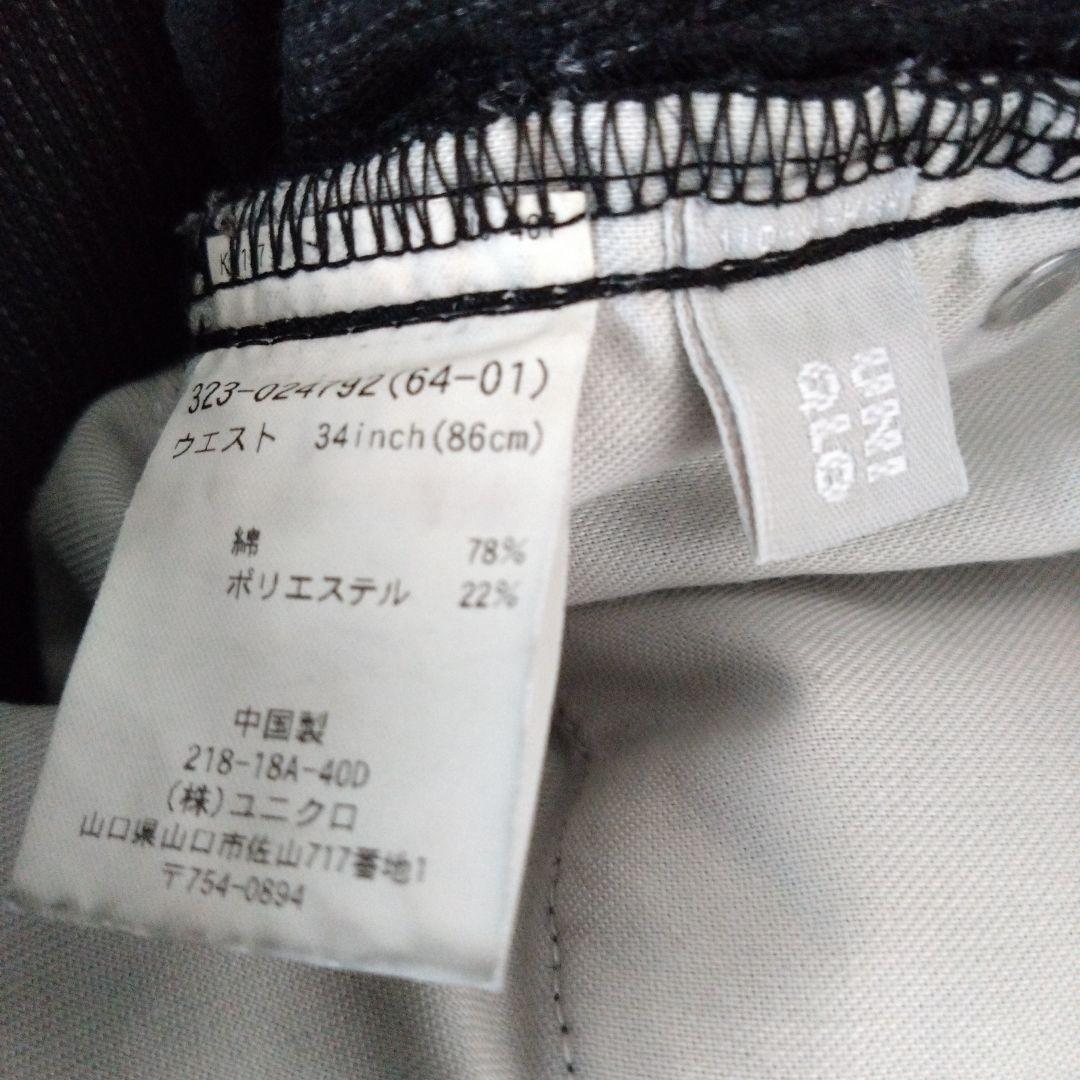 323-024792(64-01)
ウエスト 34inch(86cm)
綿 78%
ポリエステル 22%
中国製
218-18A-40D
(株)ユニクロ
山口県山口市佐山717番地1
〒754-0894
UNI
QLO